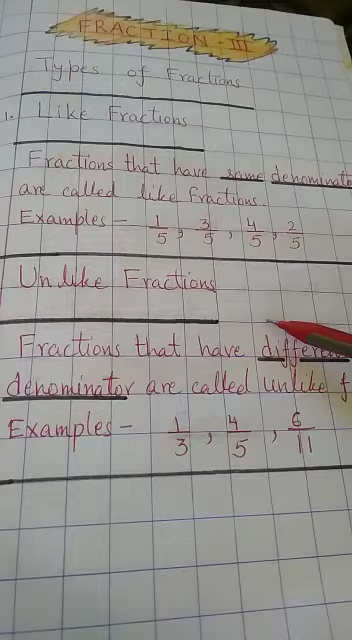 FRACTION - III
Types of Fractions
1. Like Fractions
Fractions that have same denominat
are called like fractions.
Examples - 1/5, 3/5, 4/5, 2/5
Unlike Fractions
Fractions that have differen
denominator are called unlike f
Examples - 1/3, 4/5, 6/11